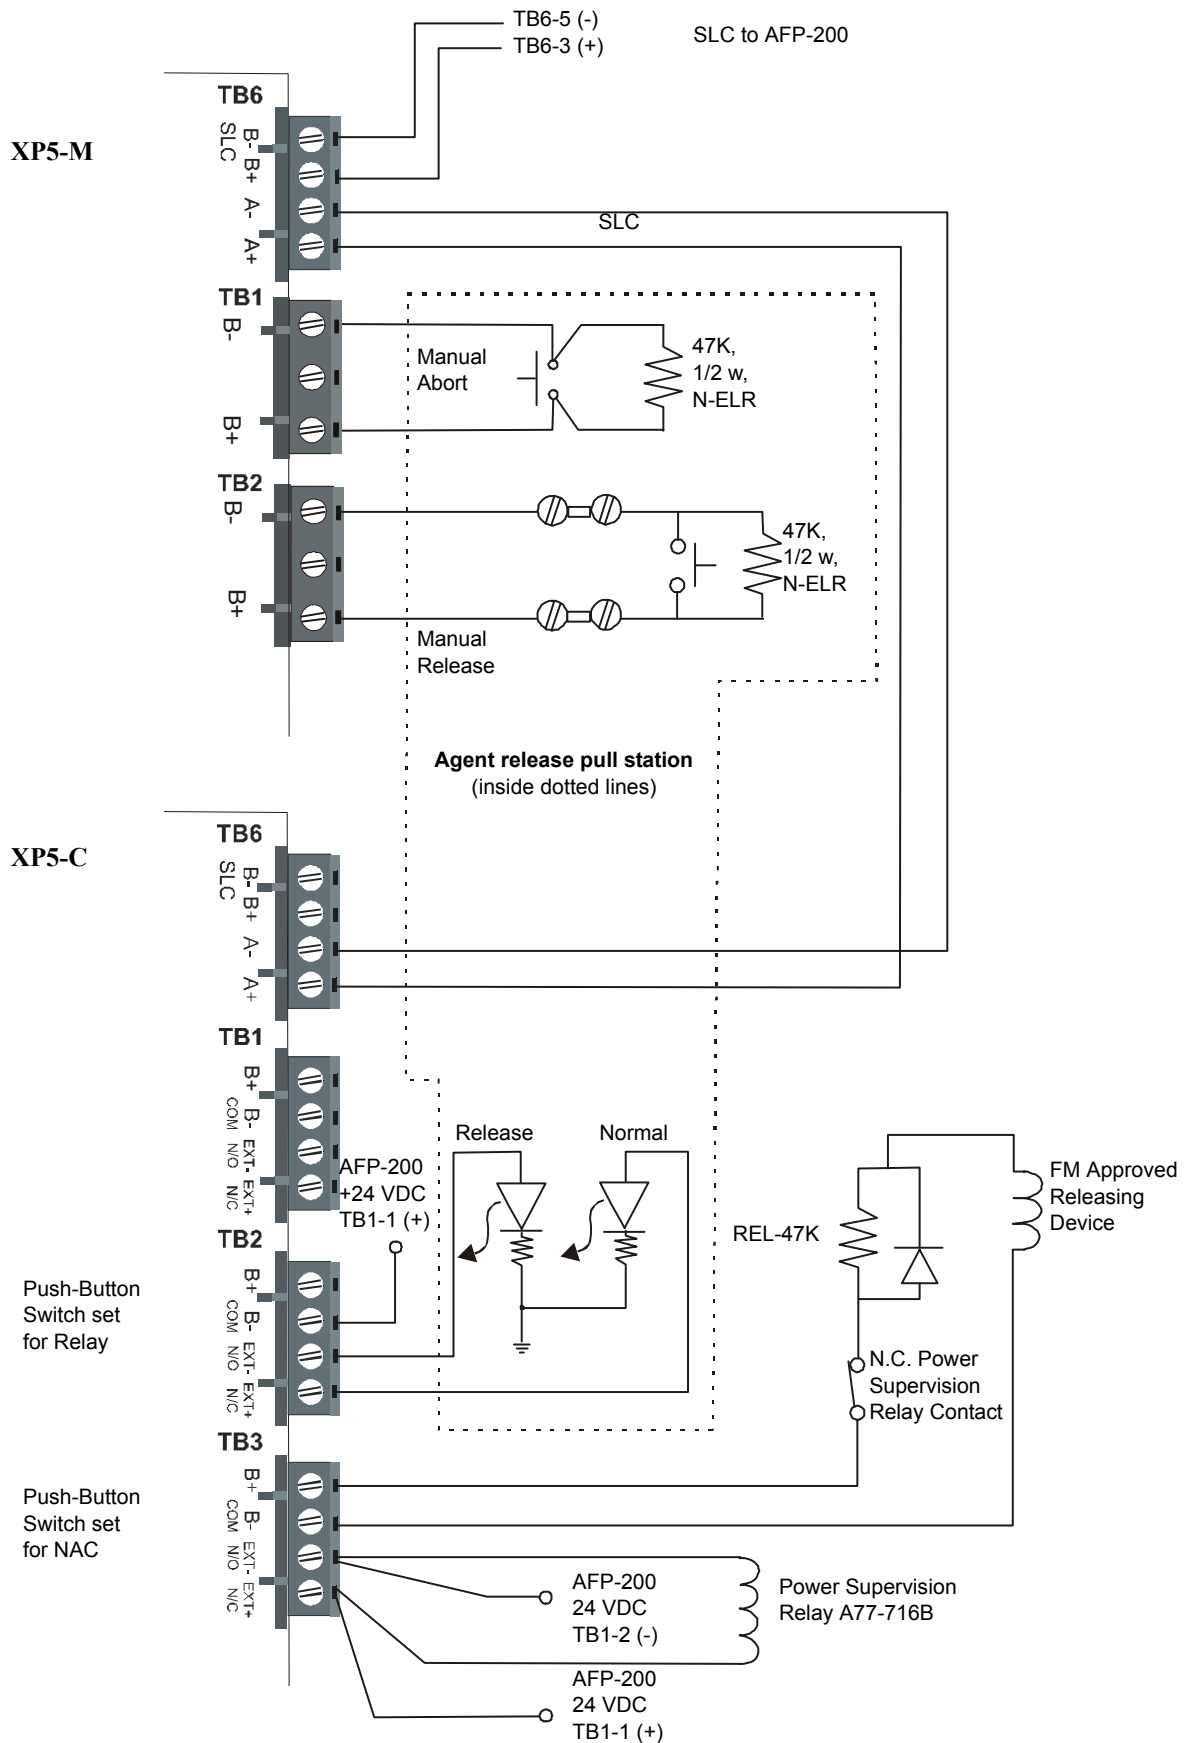 TB6-5 (-)
TB6-3 (+)
SLC to AFP-200
XP5-M
TB6
SLC
B-
B+
A-
A+
SLC
TB1
B-
B+
Manual
Abort
47K,
1/2 w,
N-ELR
TB2
B-
B+
47K,
1/2 w,
N-ELR
Manual
Release
Agent release pull station
(inside dotted lines)
XP5-C
TB6
SLC
B-
B+
A-
A+
TB1
B+
COM B-
N/O EXT-
N/C EXT+
AFP-200
+24 VDC
TB1-1 (+)
Release
Normal
REL-47K
FM Approved
Releasing
Device
TB2
Push-Button
Switch set
for Relay
B+
COM B-
N/O EXT-
N/C EXT+
N.C. Power
Supervision
Relay Contact
TB3
Push-Button
Switch set
for NAC
B+
COM B-
N/O EXT-
N/C EXT+
AFP-200
24 VDC
TB1-2 (-)
Power Supervision
Relay A77-716B
AFP-200
24 VDC
TB1-1 (+)